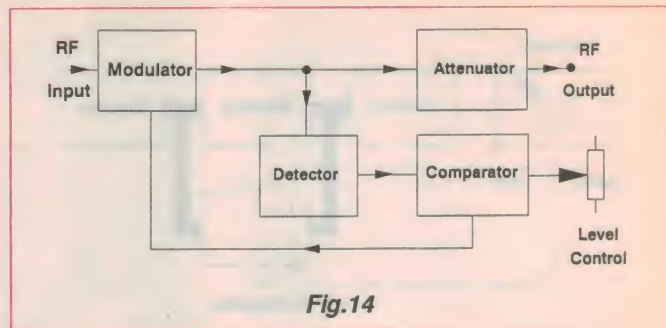 RF
Input
Modulator
Attenuator
RF
Output
Detector
Comparator
Level
Control
Fig.14